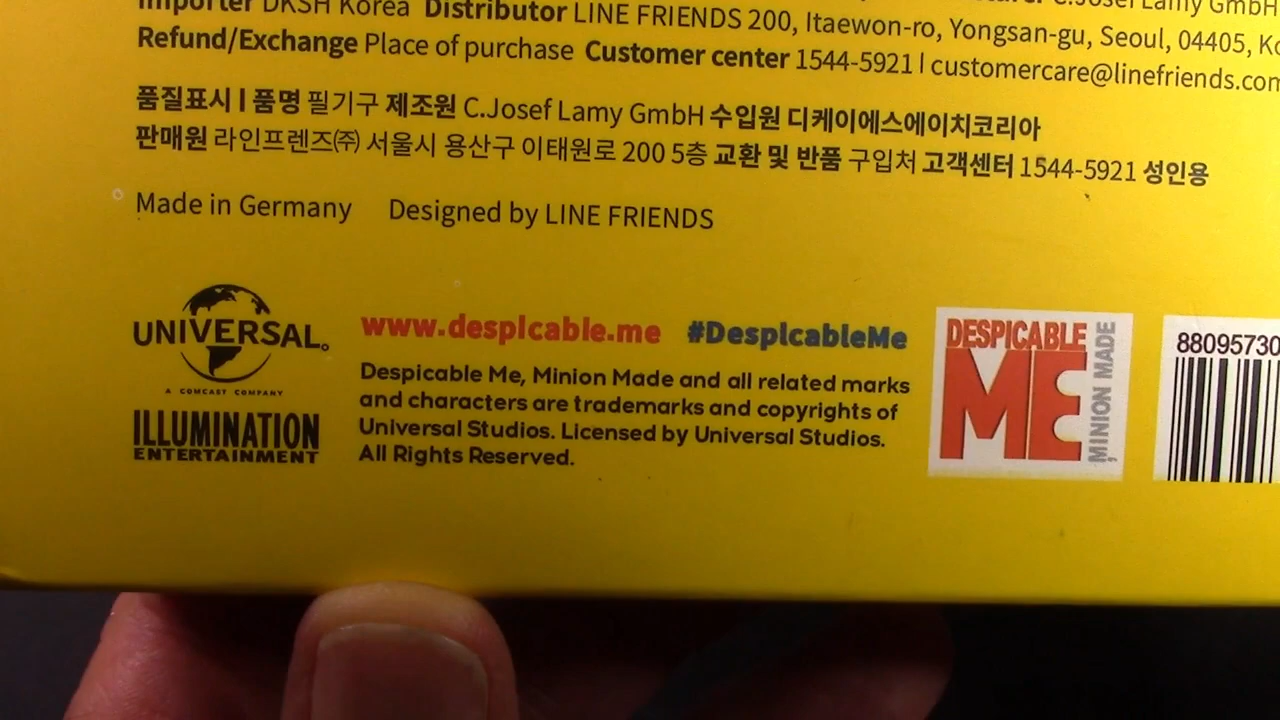 Importer DKSH Korea Distributor LINE FRIENDS 200, Itaewon-ro, Yongsan-gu, Seoul, 04405,
C.Josef Lamy GmbH
Refund/Exchange Place of purchase Customer center 1544-5921 | customercare@linefriends.com
품질표시 | 품명 필기구 제조원 C.Josef Lamy GmbH 수입원 디케이에스에이치코리아
판매원 라인프렌즈㈜ 서울시 용산구 이태원로 200 5층 교환 및 반품 구입처 고객센터 1544-5921 성인용
Made in Germany Designed by LINE FRIENDS
UNIVERSAL
A COMCAST COMPANY
ILLUMINATION
ENTERTAINMENT
www.despIcable.me #DespIcableMe
Despicable Me, Minion Made and all related marks
and characters are trademarks and copyrights of
Universal Studios. Licensed by Universal Studios.
All Rights Reserved.
DESPICABLE
ME
MINION MADE
88095730